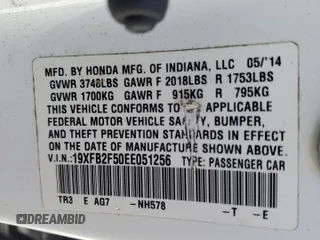 MFD. BY HONDA MFG. OF INDIANA, LLC 05/'14
GVWR 3748LBS GAWR F 2018LBS R 1753LBS
GVWR 1700KG GAWR F 915KG R 795KG
THIS VEHICLE CONFORMS TO ALL APPLICABLE
FEDERAL MOTOR VEHICLE SAFETY, BUMPER,
AND THEFT PREVENTION STANDARDS IN
EFFECT ON THE DATE OF MANUFACTURE SHOWN ABOVE.
V.I.N.: 19XFB2F50EE051256 TYPE: PASSENGER CAR
TR3 E AG7 -NH578 -T -E
DREAMBID